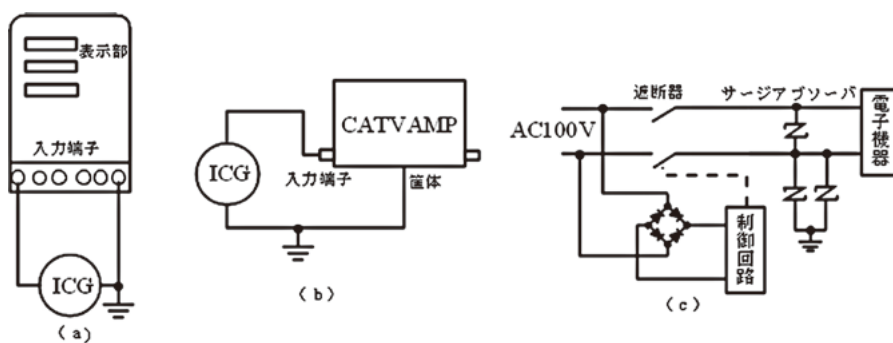 表示部
入力端子
ICG
(a)
ICG
CATVAMP
入力端子
筐体
(b)
AC100V
遮断器
サージアブソーバ
電子機器
制御回路
(c)